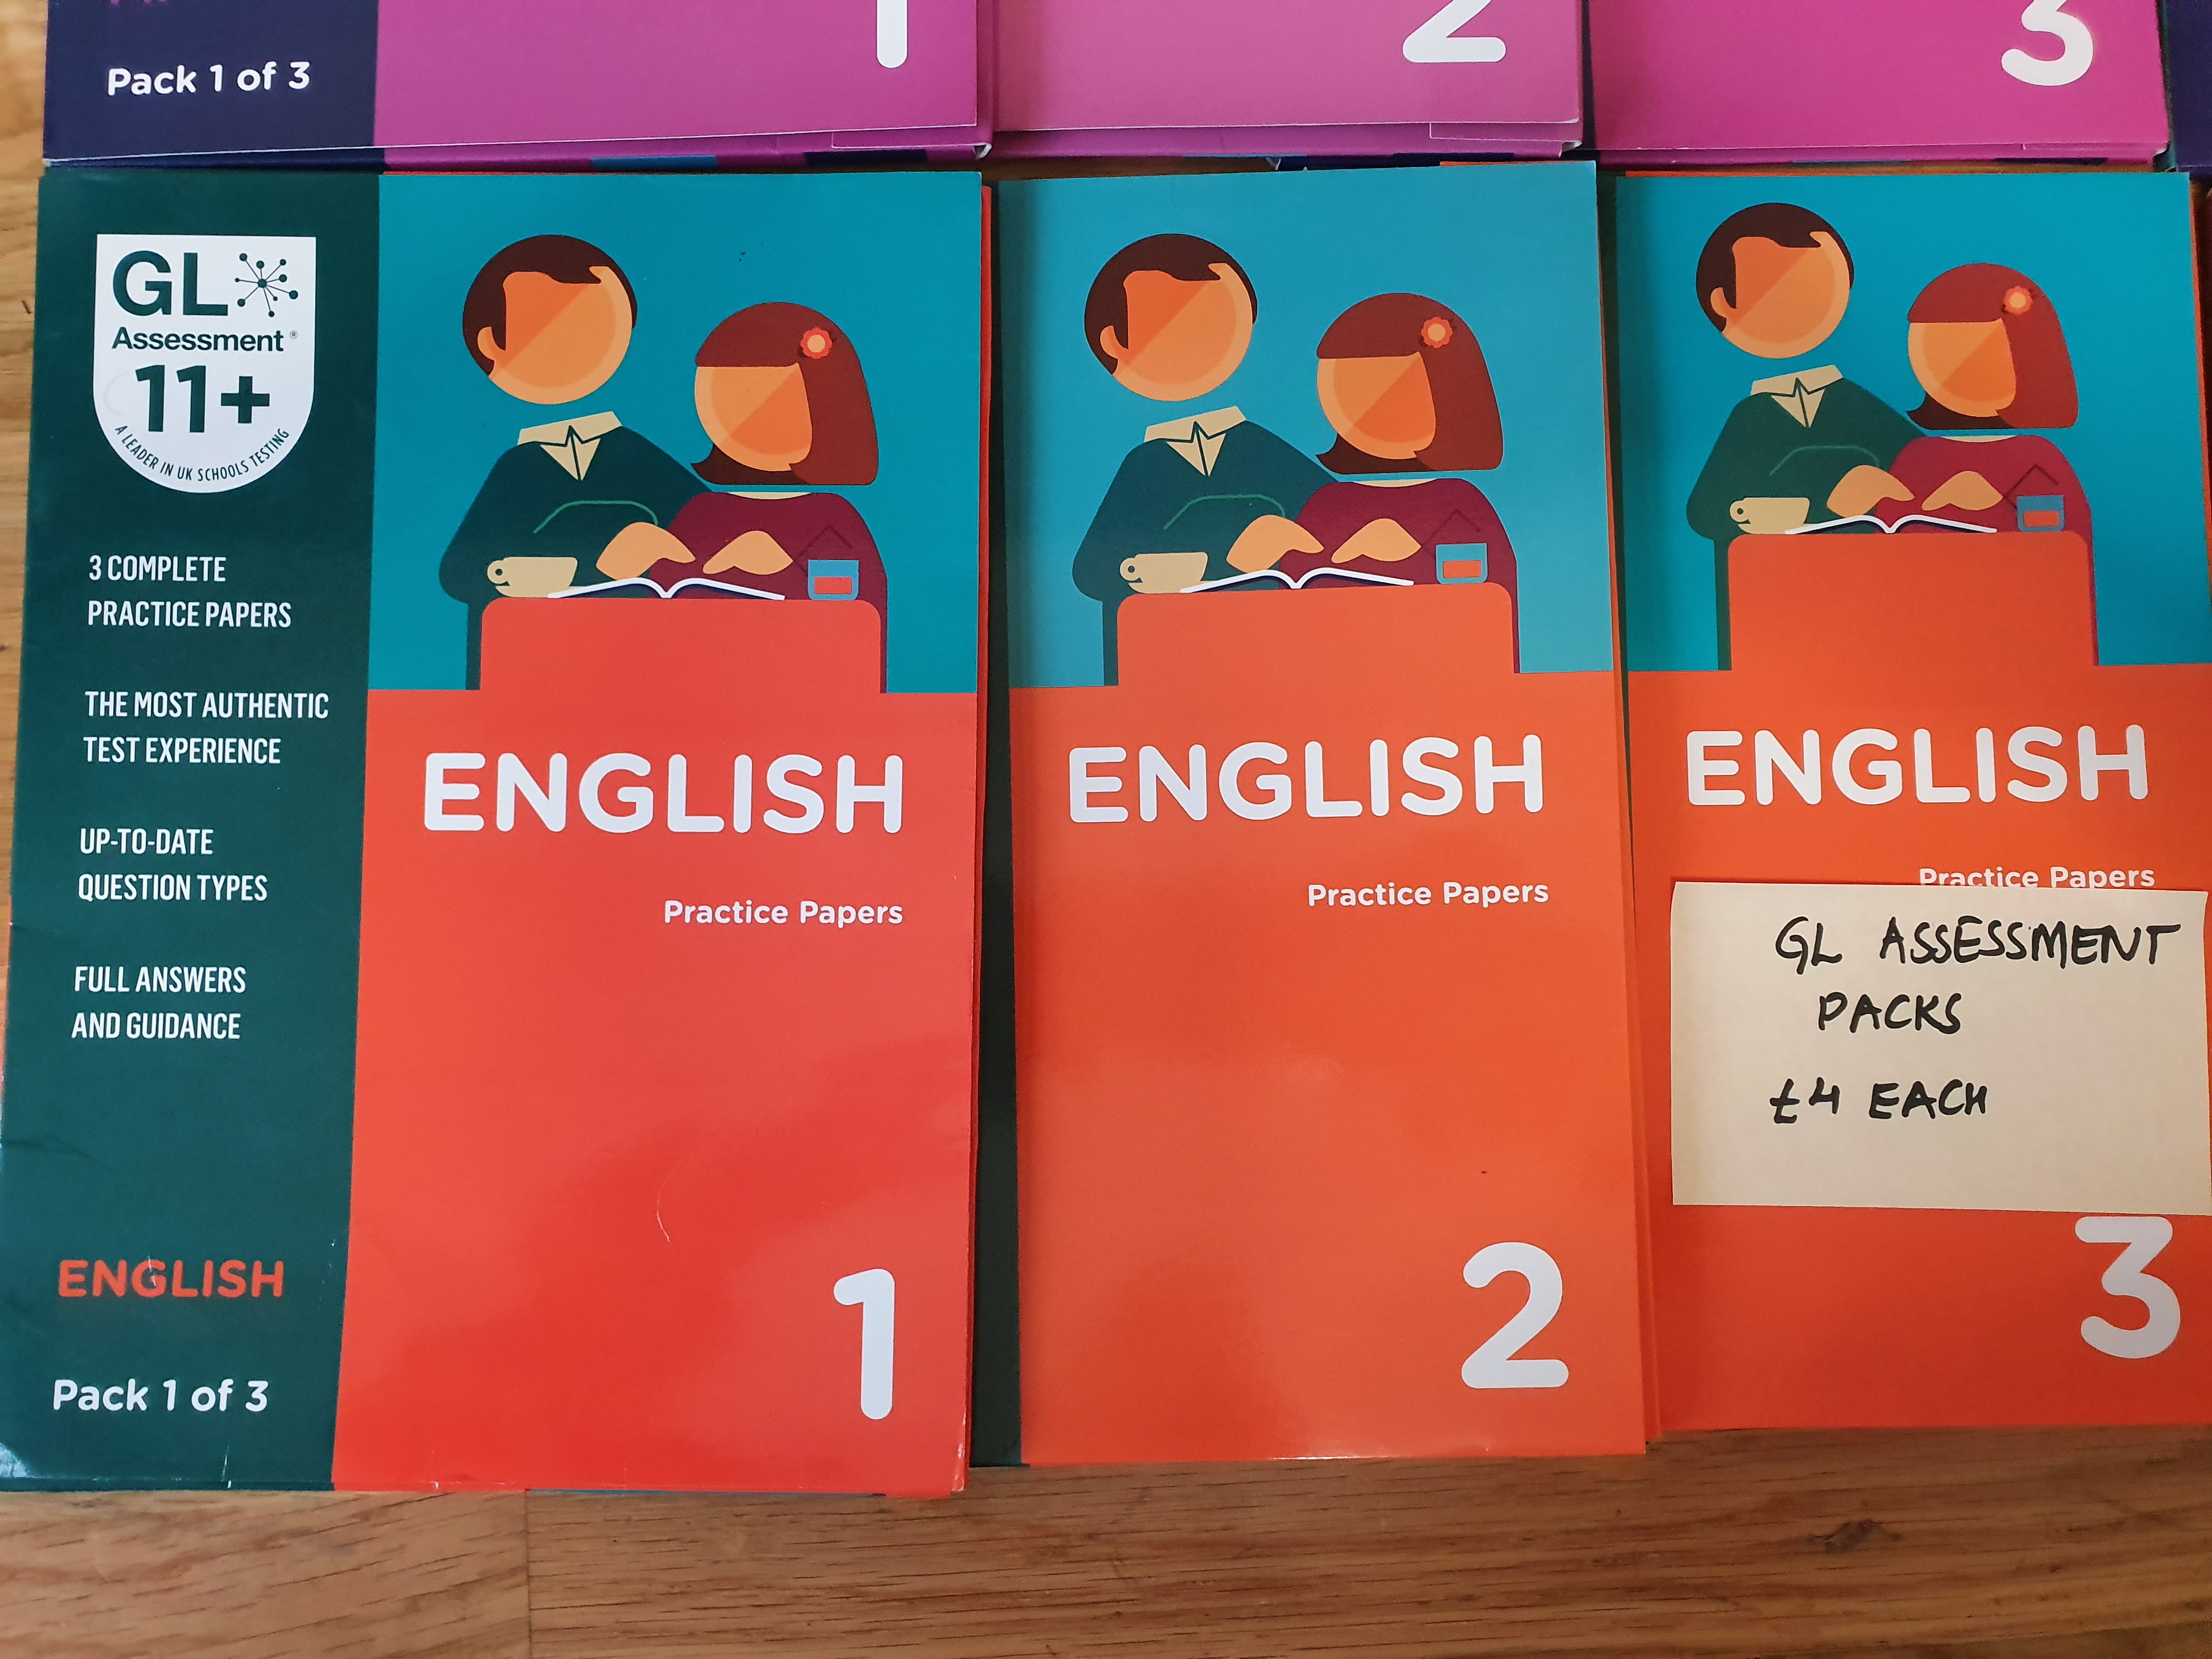 GL
Assessment®
11+
A LEADER IN UK SCHOOLS TESTING
3 COMPLETE
PRACTICE PAPERS
THE MOST AUTHENTIC
TEST EXPERIENCE
UP-TO-DATE
QUESTION TYPES
FULL ANSWERS
AND GUIDANCE
ENGLISH
Pack 1 of 3
ENGLISH
Practice Papers
1
ENGLISH
Practice Papers
2
ENGLISH
Practice Papers
GL ASSESSMENT
PACKS
£4 EACH
3
Pack 1 of 3
1
2
3